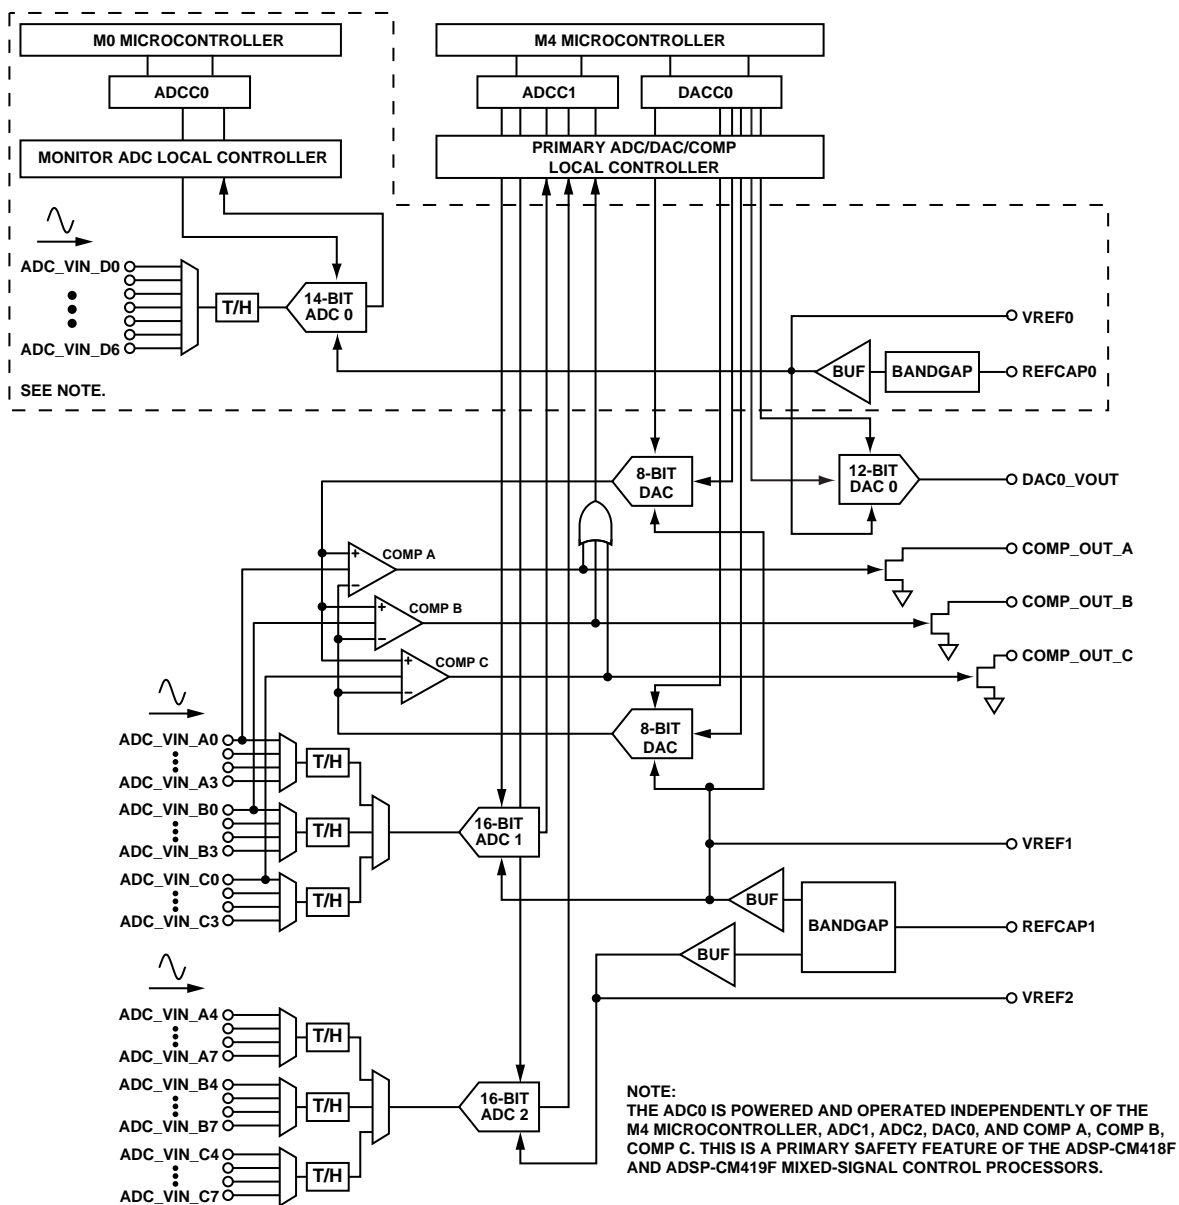 M0 MICROCONTROLLER
M4 MICROCONTROLLER
ADCC0
ADCC1
DACC0
MONITOR ADC LOCAL CONTROLLER
PRIMARY ADC/DAC/COMP
LOCAL CONTROLLER
ADC_VIN_D0
ADC_VIN_D6
T/H
14-BIT
ADC 0
SEE NOTE.
VREF0
BUF
BANDGAP
REFCAP0
8-BIT
DAC
12-BIT
DAC 0
DAC0_VOUT
COMP A
+
–
COMP_OUT_A
COMP B
+
–
COMP_OUT_B
COMP C
+
–
COMP_OUT_C
8-BIT
DAC
ADC_VIN_A0
ADC_VIN_A3
T/H
ADC_VIN_B0
ADC_VIN_B3
T/H
ADC_VIN_C0
ADC_VIN_C3
T/H
16-BIT
ADC 1
VREF1
BUF
BUF
BANDGAP
REFCAP1
VREF2
ADC_VIN_A4
ADC_VIN_A7
T/H
ADC_VIN_B4
ADC_VIN_B7
T/H
ADC_VIN_C4
ADC_VIN_C7
T/H
16-BIT
ADC 2
NOTE:
THE ADC0 IS POWERED AND OPERATED INDEPENDENTLY OF THE
M4 MICROCONTROLLER, ADC1, ADC2, DAC0, AND COMP A, COMP B,
COMP C. THIS IS A PRIMARY SAFETY FEATURE OF THE ADSP-CM418F
AND ADSP-CM419F MIXED-SIGNAL CONTROL PROCESSORS.